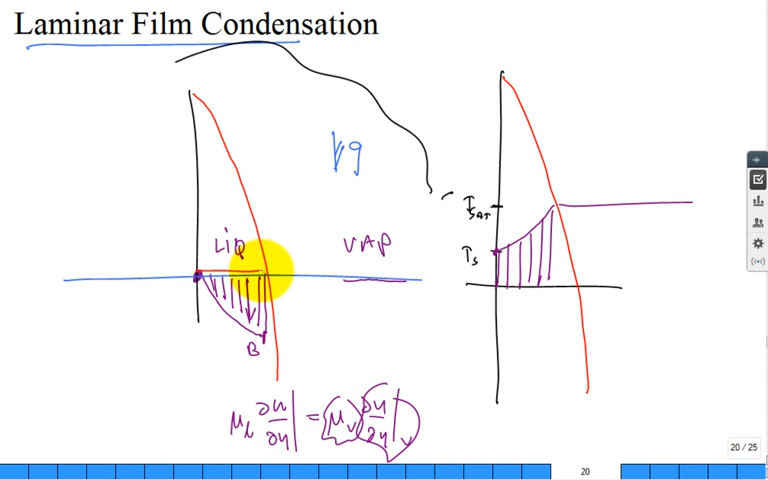 Laminar Film Condensation
g
T_SAT
LIQ
VAP
T_S
B
μ_L ∂u/∂y| = μ_v ∂u/∂y|_v
20 / 25
20